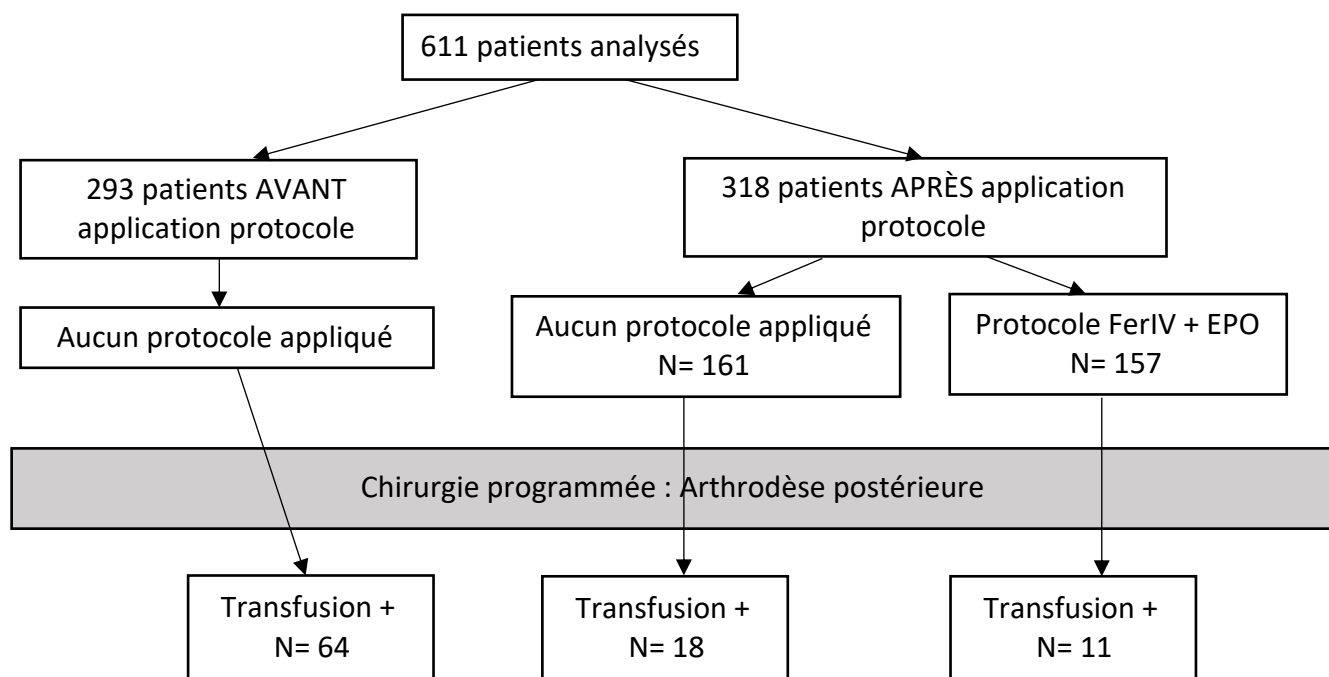 611 patients analysés
293 patients AVANT
application protocole
318 patients APRÈS application
protocole
Aucun protocole appliqué
Aucun protocole appliqué
N= 161
Protocole FerIV + EPO
N= 157
Chirurgie programmée : Arthrodèse postérieure
Transfusion +
N= 64
Transfusion +
N= 18
Transfusion +
N= 11